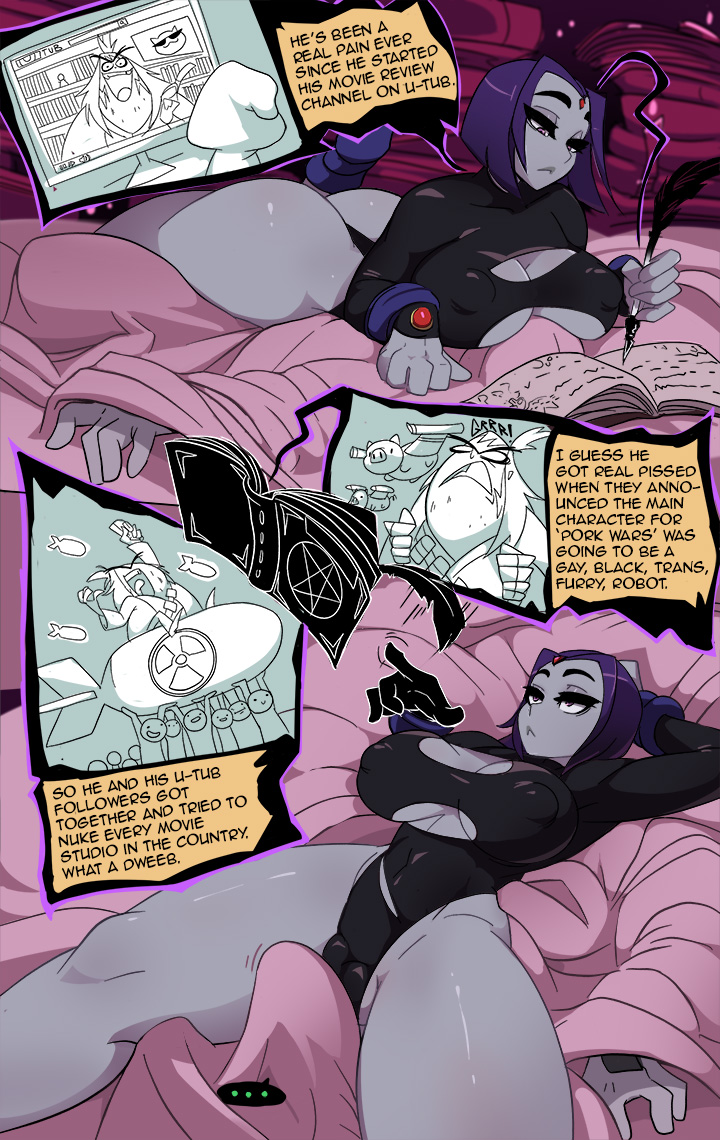 U-TUB
HE'S BEEN A
REAL PAIN EVER
SINCE HE STARTED
HIS MOVIE REVIEW
CHANNEL ON U-TUB.
ARRR!
I GUESS HE
GOT REAL PISSED
WHEN THEY ANNO-
UNCED THE MAIN
CHARACTER FOR
'PORK WARS' WAS
GOING TO BE A
GAY, BLACK, TRANS,
FURRY, ROBOT.
SO HE AND HIS U-TUB
FOLLOWERS GOT
TOGETHER AND TRIED TO
NUKE EVERY MOVIE
STUDIO IN THE COUNTRY.
WHAT A DWEEB.